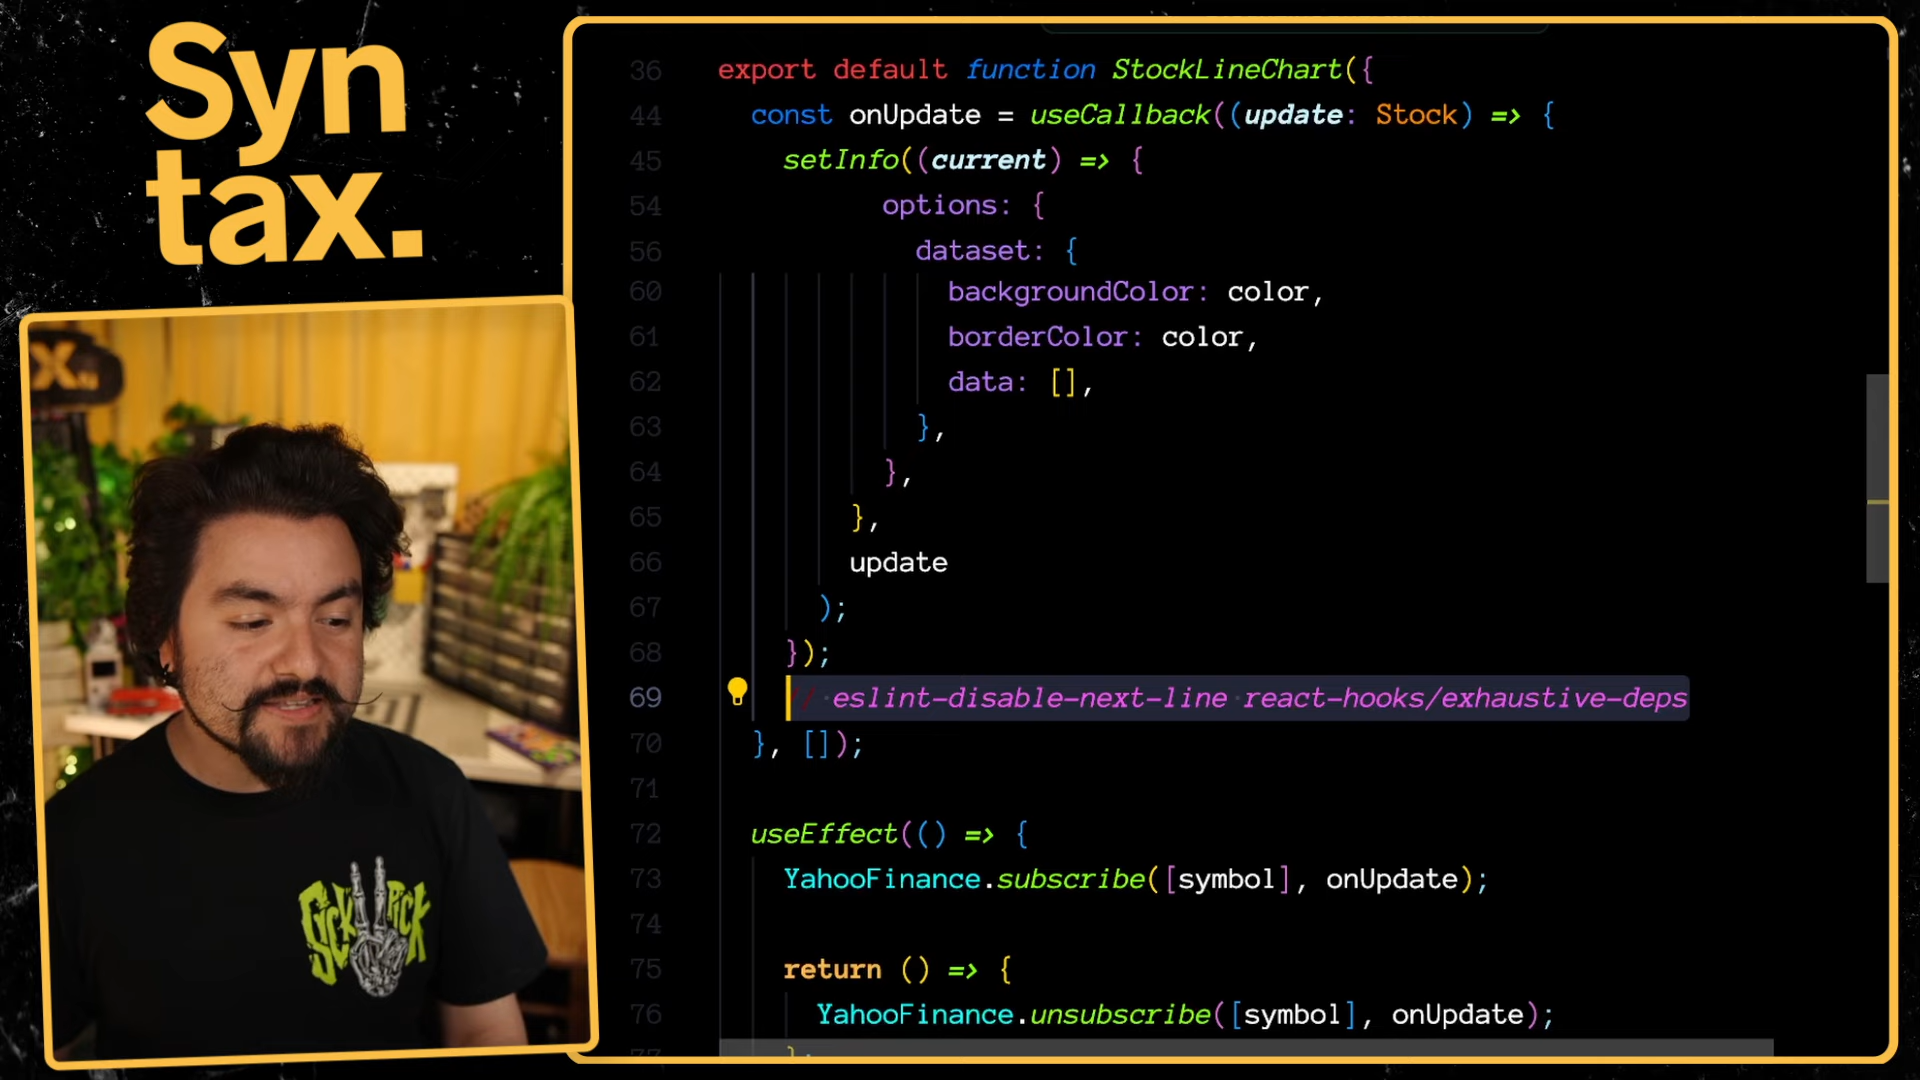 Syn
tax.
X
SICK PICK
36 export default function StockLineChart({
44 const onUpdate = useCallback((update: Stock) => {
45 setInfo((current) => {
54 options: {
56 dataset: {
60 backgroundColor: color,
61 borderColor: color,
62 data: [],
63 },
64 },
65 },
66 update
67 );
68 });
69 // eslint-disable-next-line react-hooks/exhaustive-deps
70 }, []);
71
72 useEffect(() => {
73 YahooFinance.subscribe([symbol], onUpdate);
74
75 return () => {
76 YahooFinance.unsubscribe([symbol], onUpdate);